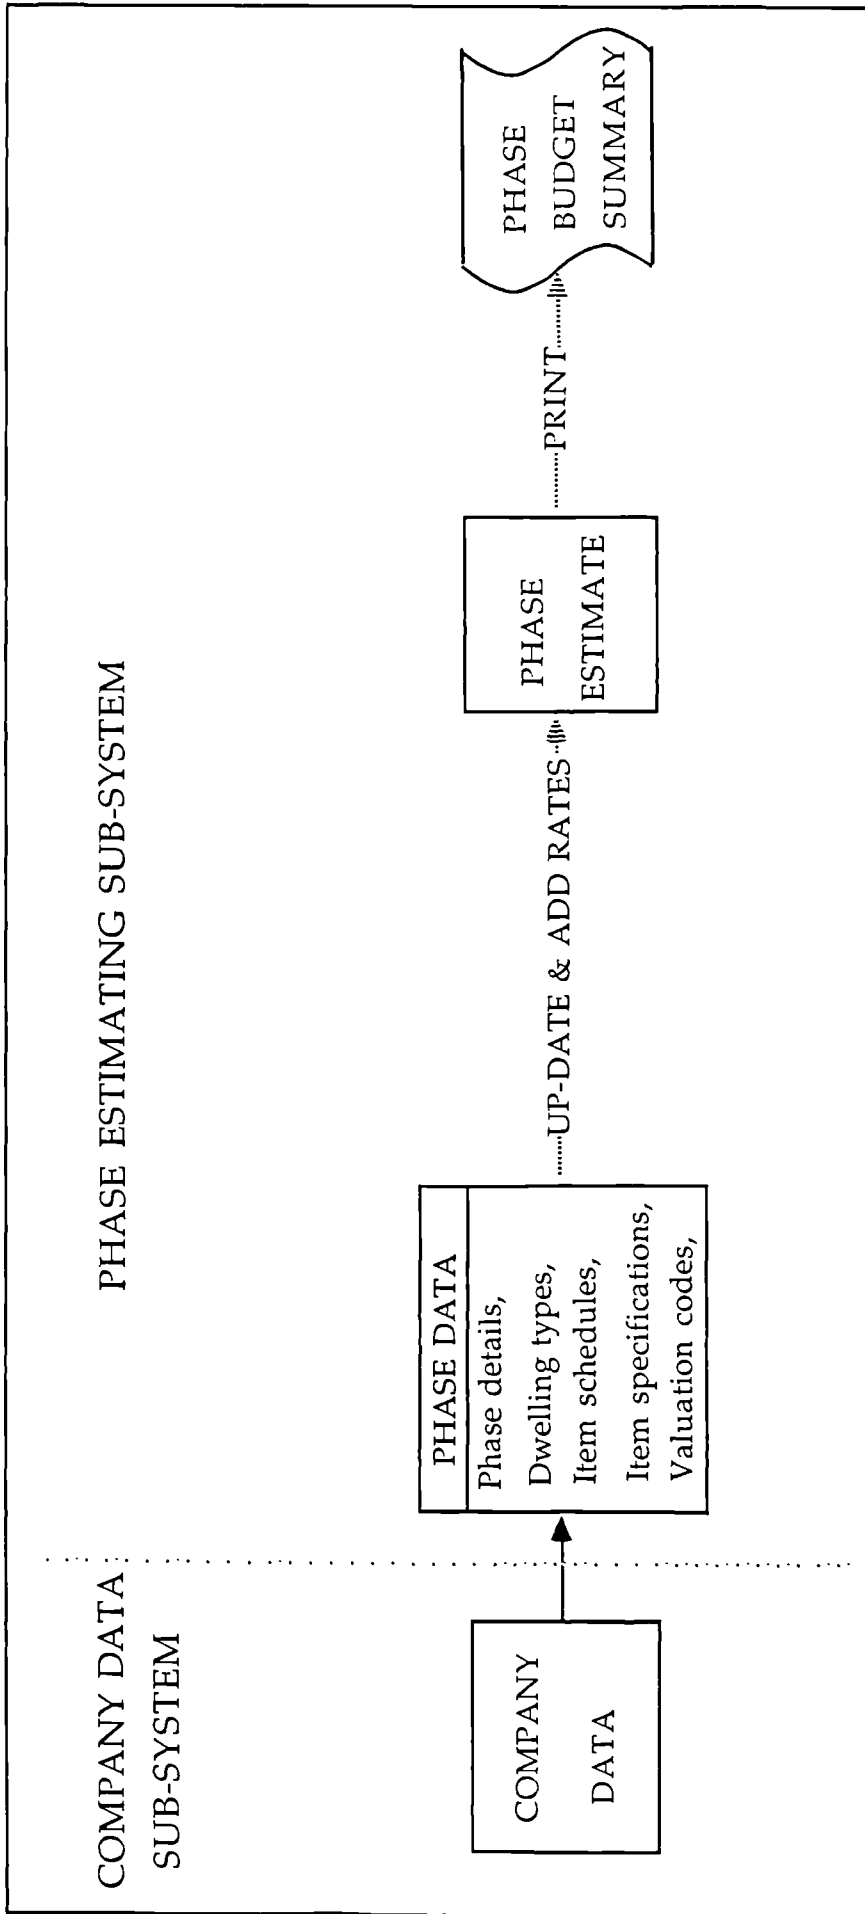 COMPANY DATA
SUB-SYSTEM
PHASE ESTIMATING SUB-SYSTEM
COMPANY
DATA
PHASE DATA
Phase details,
Dwelling types,
Item schedules,
Item specifications,
Valuation codes,
UP-DATE & ADD RATES
PHASE
ESTIMATE
PRINT
PHASE
BUDGET
SUMMARY